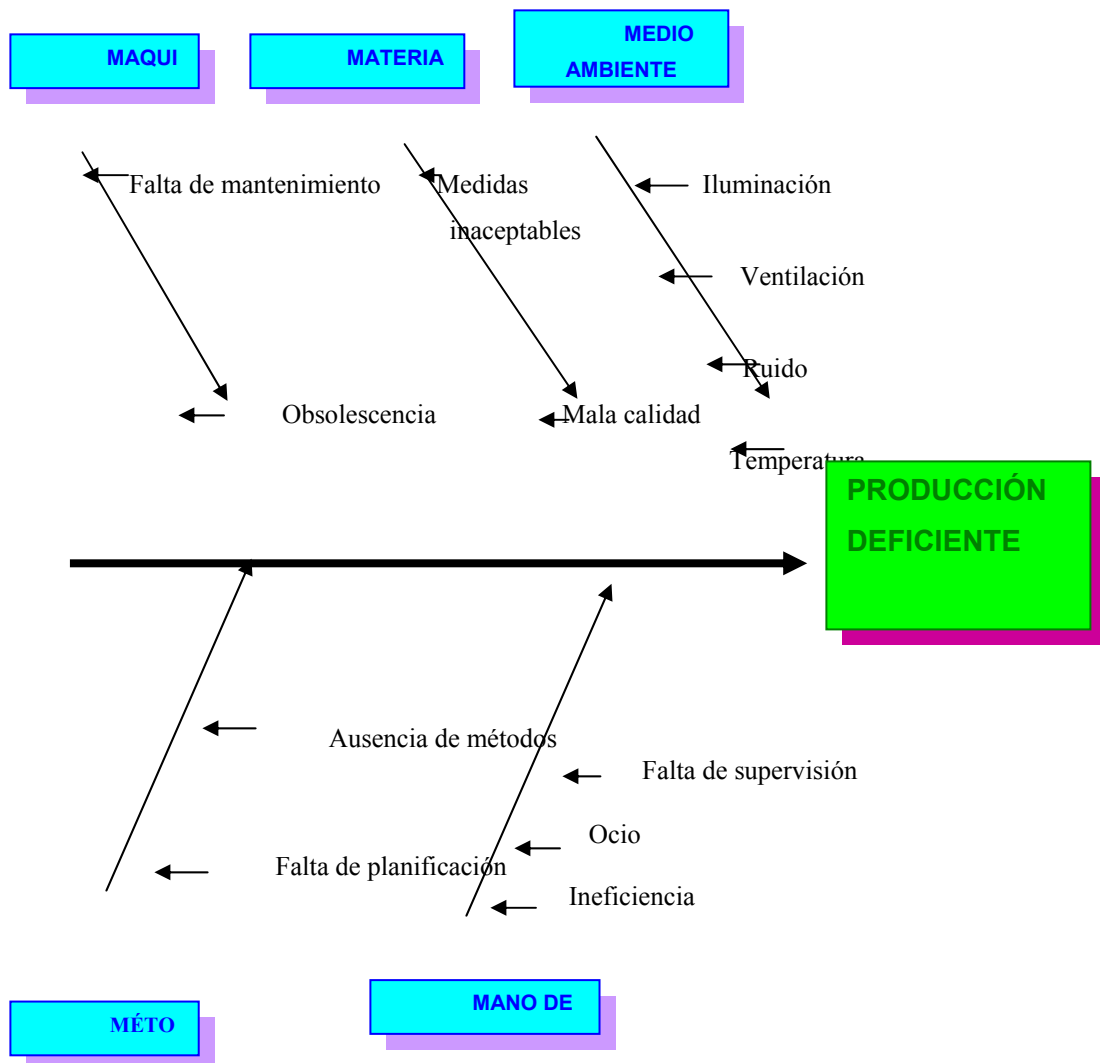 MAQUI
MATERIA
MEDIO
AMBIENTE
Falta de mantenimiento
Medidas
inaceptables
Iluminación
Ventilación
Ruido
Obsolescencia
Mala calidad
Temperatura
PRODUCCIÓN
DEFICIENTE
Ausencia de métodos
Falta de supervisión
Ocio
Falta de planificación
Ineficiencia
MANO DE
MÉTO